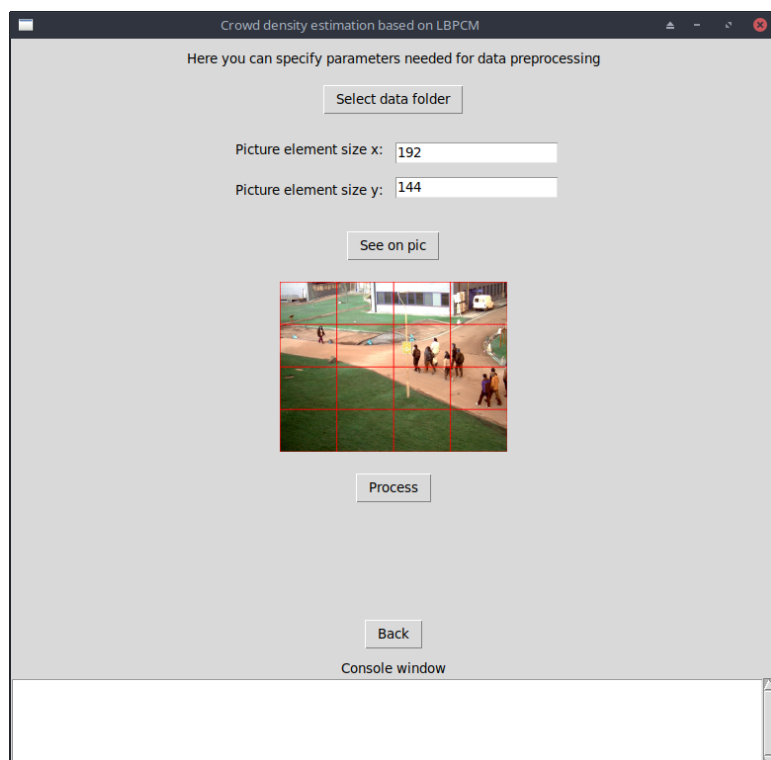 Crowd density estimation based on LBPCM
Here you can specify parameters needed for data preprocessing
Select data folder
Picture element size x: 192
Picture element size y: 144
See on pic
Process
Back
Console window